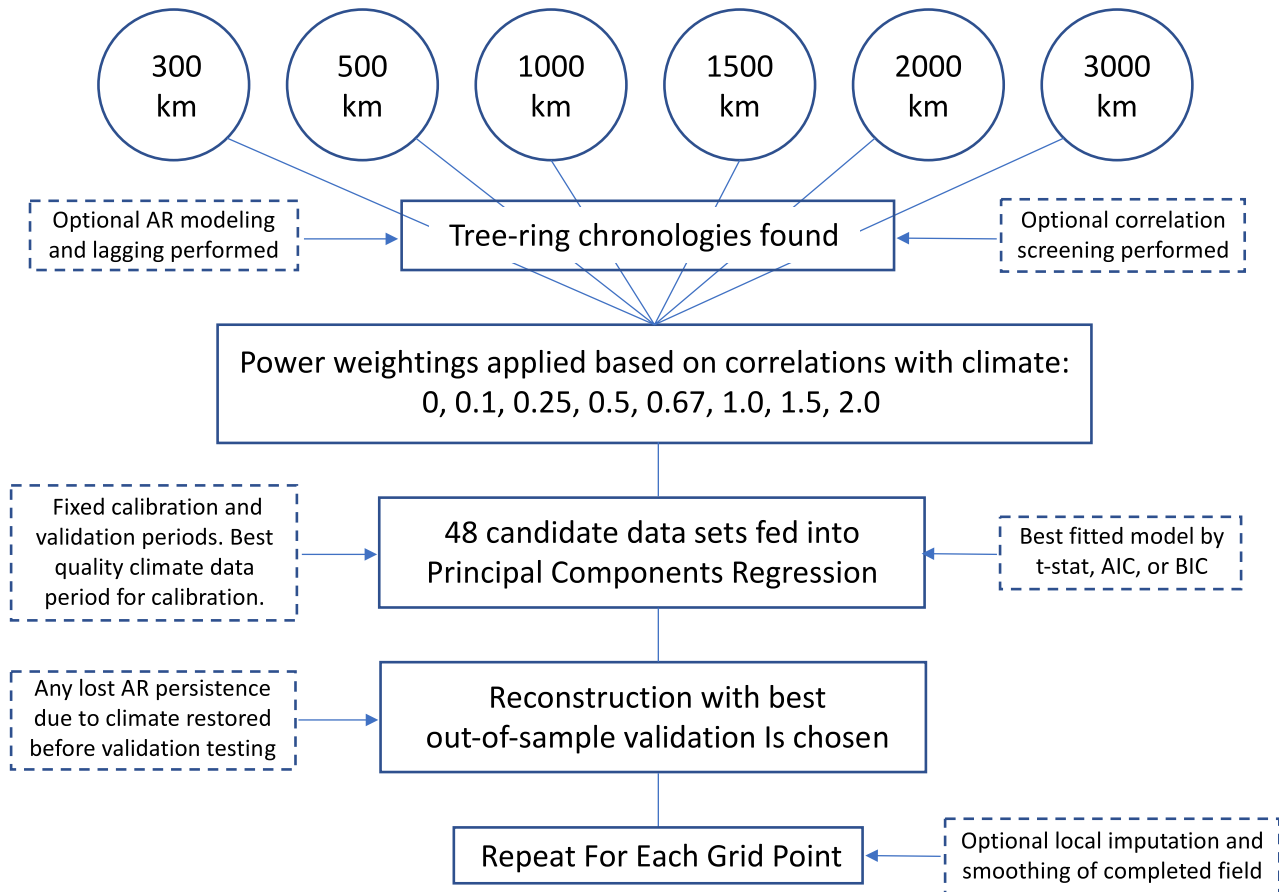 300
km
500
km
1000
km
1500
km
2000
km
3000
km
Optional AR modeling
and lagging performed
Tree-ring chronologies found
Optional correlation
screening performed
Power weightings applied based on correlations with climate:
0, 0.1, 0.25, 0.5, 0.67, 1.0, 1.5, 2.0
Fixed calibration and
validation periods. Best
quality climate data
period for calibration.
48 candidate data sets fed into
Principal Components Regression
Best fitted model by
t-stat, AIC, or BIC
Any lost AR persistence
due to climate restored
before validation testing
Reconstruction with best
out-of-sample validation Is chosen
Repeat For Each Grid Point
Optional local imputation and
smoothing of completed field